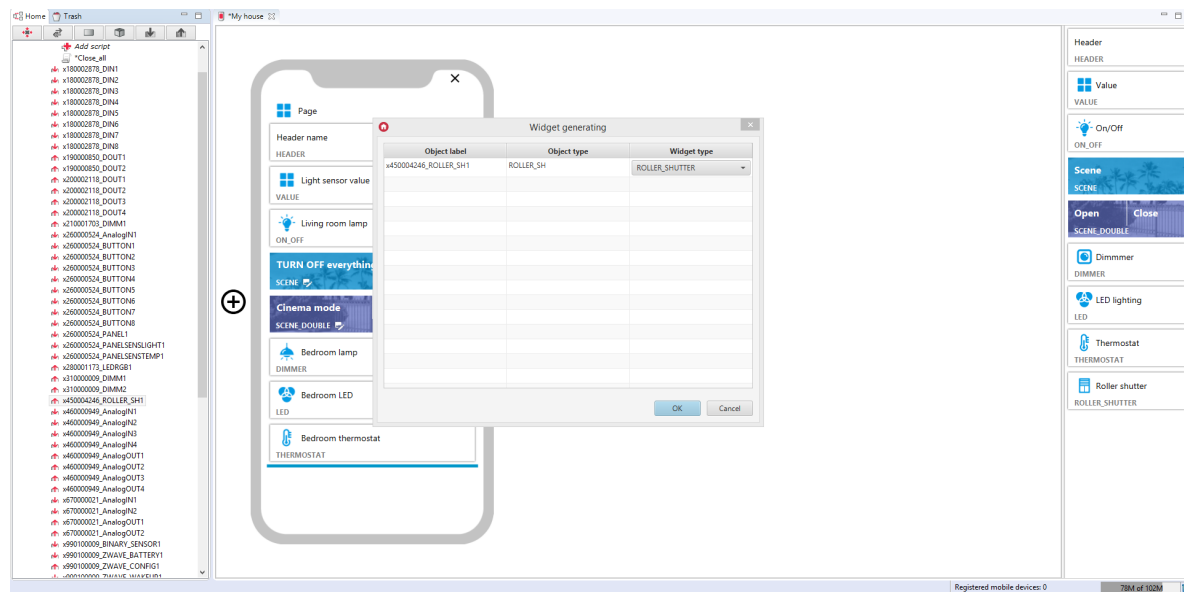 Home
Trash
*My house
Add script
*Close_all
x180002878_DIN1
x180002878_DIN2
x180002878_DIN3
x180002878_DIN4
x180002878_DIN5
x180002878_DIN6
x180002878_DIN7
x180002878_DIN8
x190000850_DOUT1
x190000850_DOUT2
x200002118_DOUT1
x200002118_DOUT2
x200002118_DOUT3
x200002118_DOUT4
x210001703_DIMM1
x260000524_AnalogIN1
x260000524_BUTTON1
x260000524_BUTTON2
x260000524_BUTTON3
x260000524_BUTTON4
x260000524_BUTTON5
x260000524_BUTTON6
x260000524_BUTTON7
x260000524_BUTTON8
x260000524_PANEL1
x260000524_PANELSENSLIGHT1
x260000524_PANELSENSTEMP1
x280001173_LEDRGB1
x310000009_DIMM1
x310000009_DIMM2
x450004246_ROLLER_SH1
x460000949_AnalogIN1
x460000949_AnalogIN2
x460000949_AnalogIN3
x460000949_AnalogIN4
x460000949_AnalogOUT1
x460000949_AnalogOUT2
x460000949_AnalogOUT3
x460000949_AnalogOUT4
x670000021_AnalogIN1
x670000021_AnalogIN2
x670000021_AnalogOUT1
x670000021_AnalogOUT2
x990100009_BINARY_SENSOR1
x990100009_ZWAVE_BATTERY1
x990100009_ZWAVE_CONFIG1
x990100009_ZWAVE_WAKEUP1
Page
Header name
HEADER
Light sensor value
VALUE
Living room lamp
ON_OFF
TURN OFF everything
SCENE
Cinema mode
SCENE_DOUBLE
Bedroom lamp
DIMMER
Bedroom LED
LED
Bedroom thermostat
THERMOSTAT
Widget generating
Object label Object type Widget type
x450004246_ROLLER_SH1 ROLLER_SH ROLLER_SHUTTER
OK Cancel
Header
HEADER
Value
VALUE
On/Off
ON_OFF
Scene
SCENE
Open Close
SCENE_DOUBLE
Dimmmer
DIMMER
LED lighting
LED
Thermostat
THERMOSTAT
Roller shutter
ROLLER_SHUTTER
Registered mobile devices: 0
78M of 102M